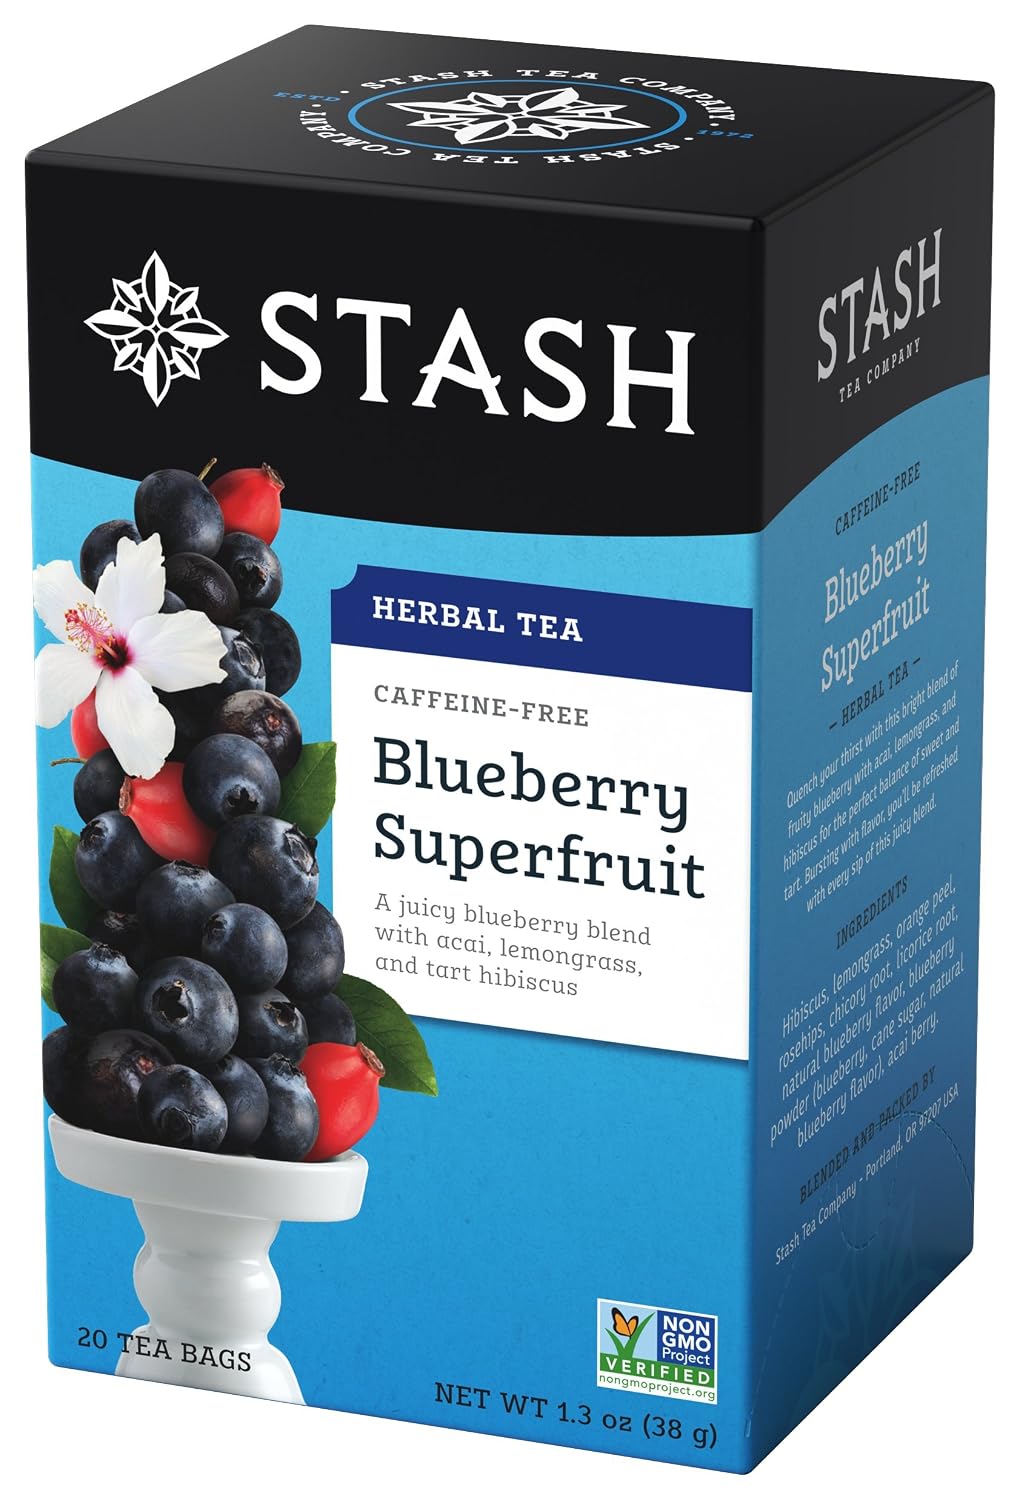 · STASH TEA COMPANY ·
ESTD
1972
STASH TEA COMPANY
STASH
HERBAL TEA
CAFFEINE-FREE
Blueberry
Superfruit
A juicy blueberry blend
with acai, lemongrass,
and tart hibiscus
20 TEA BAGS
NON
GMO
Project
VERIFIED
nongmoproject.org
NET WT 1.3 oz (38 g)
STASH
TEA COMPANY
CAFFEINE-FREE
Blueberry
Superfruit
– HERBAL TEA –
Quench your thirst with this bright blend of
fruity blueberry with acai, lemongrass, and
hibiscus for the perfect balance of sweet and
tart. Bursting with flavor, you'll be refreshed
with every sip of this juicy blend.
INGREDIENTS
Hibiscus, lemongrass, orange peel,
rosehips, chicory root, licorice root,
natural blueberry flavor, blueberry
powder (blueberry, cane sugar, natural
blueberry flavor), acai berry.
BLENDED AND PACKED BY
Stash Tea Company - Portland, OR 97207 USA